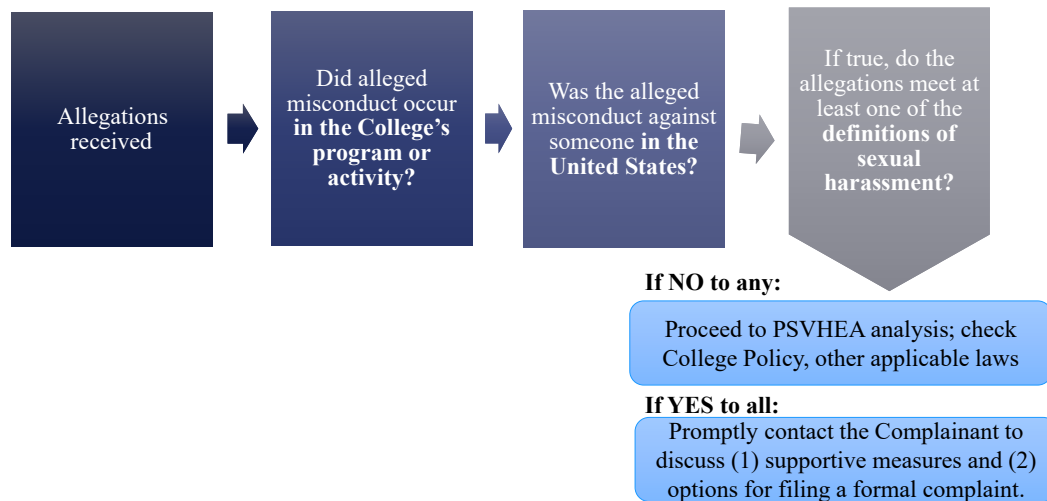 Allegations
received
Did alleged
misconduct occur
in the College’s
program or
activity?
Was the alleged
misconduct against
someone in the
United States?
If true, do the
allegations meet at
least one of the
definitions of
sexual
harassment?
If NO to any:
Proceed to PSVHEA analysis; check
College Policy, other applicable laws
If YES to all:
Promptly contact the Complainant to
discuss (1) supportive measures and (2)
options for filing a formal complaint.